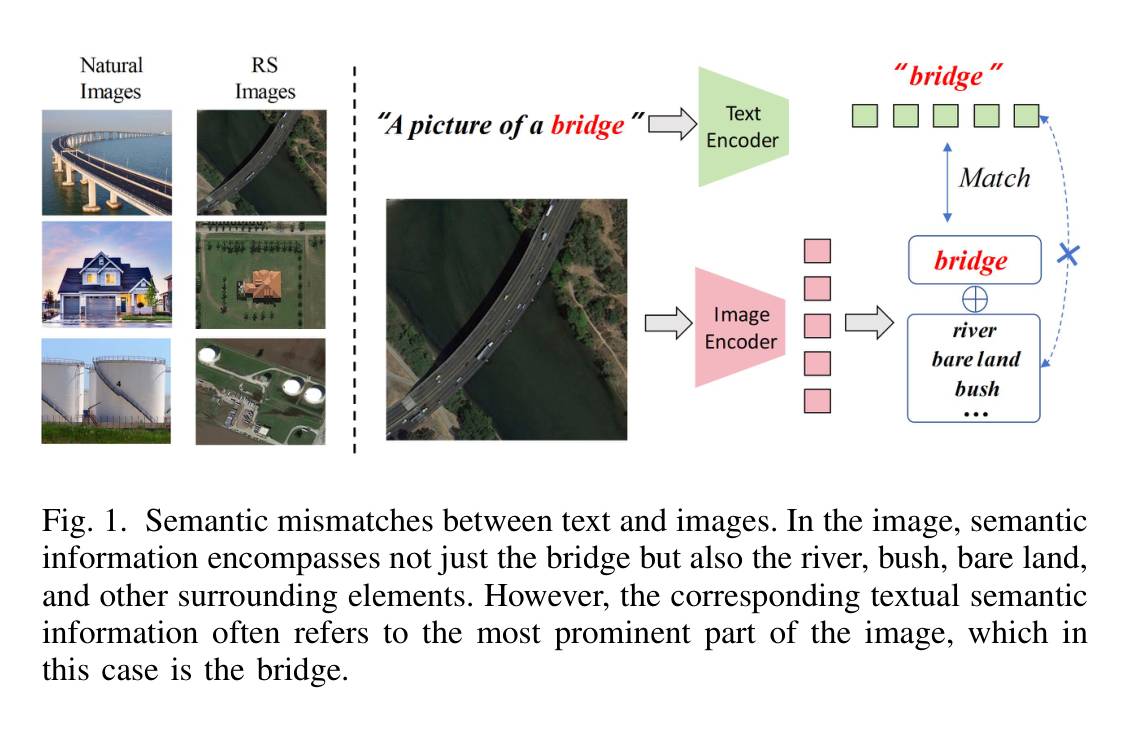 Natural
Images
RS
Images
“A picture of a bridge”
Text
Encoder
“bridge”
Match
Image
Encoder
bridge
river
bare land
bush
...
4
Fig. 1. Semantic mismatches between text and images. In the image, semantic
information encompasses not just the bridge but also the river, bush, bare land,
and other surrounding elements. However, the corresponding textual semantic
information often refers to the most prominent part of the image, which in
this case is the bridge.